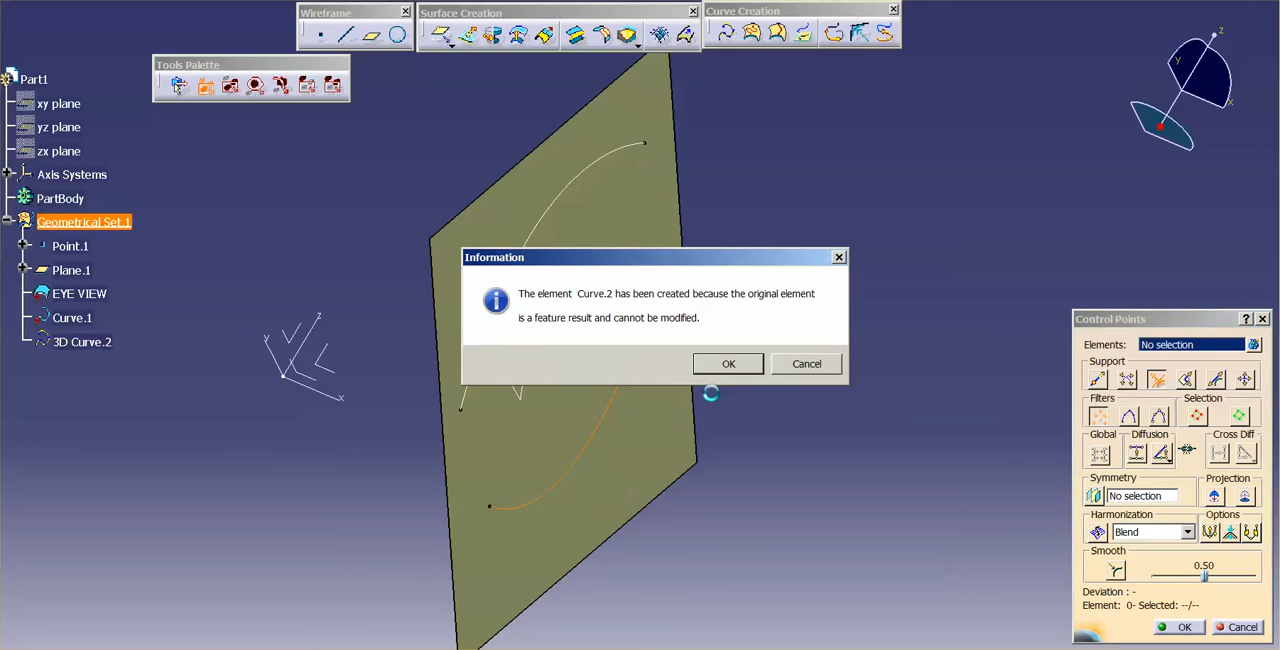 Wireframe
Surface Creation
Curve Creation
Tools Palette
Part1
xy plane
yz plane
zx plane
Axis Systems
PartBody
Geometrical Set.1
Point.1
Plane.1
EYE VIEW
Curve.1
3D Curve.2
z
y
x
z
Y
x
Information
The element Curve.2 has been created because the original element
is a feature result and cannot be modified.
OK Cancel
Control Points
Elements: No selection
Support
Filters Selection
Global Diffusion Cross Diff
Symmetry Projection
No selection
Harmonization Options
Blend
Smooth
0.50
Deviation : -
Element: 0- Selected: --/--
OK Cancel